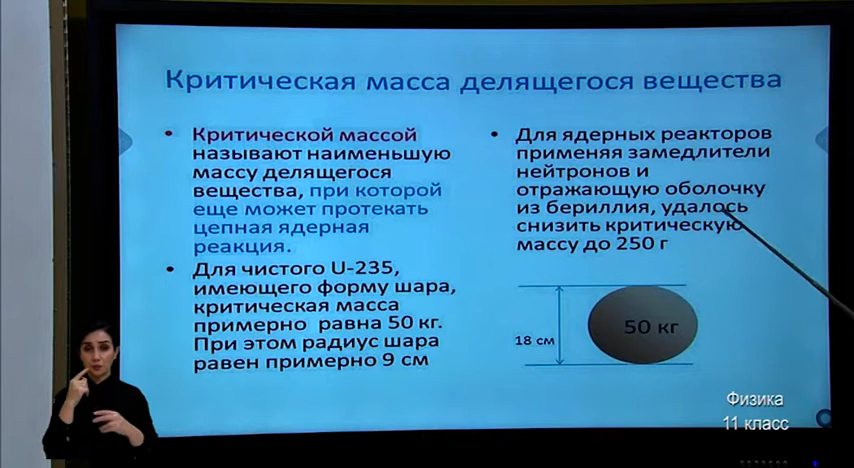 Критическая масса делящегося вещества
• Критической массой
называют наименьшую
массу делящегося
вещества, при которой
еще может протекать
цепная ядерная
реакция.
• Для чистого U-235,
имеющего форму шара,
критическая масса
примерно равна 50 кг.
При этом радиус шара
равен примерно 9 см
• Для ядерных реакторов
применяя замедлители
нейтронов и
отражающую оболочку
из бериллия, удалось
снизить критическую
массу до 250 г
18 см
50 кг
Физика
11 класс